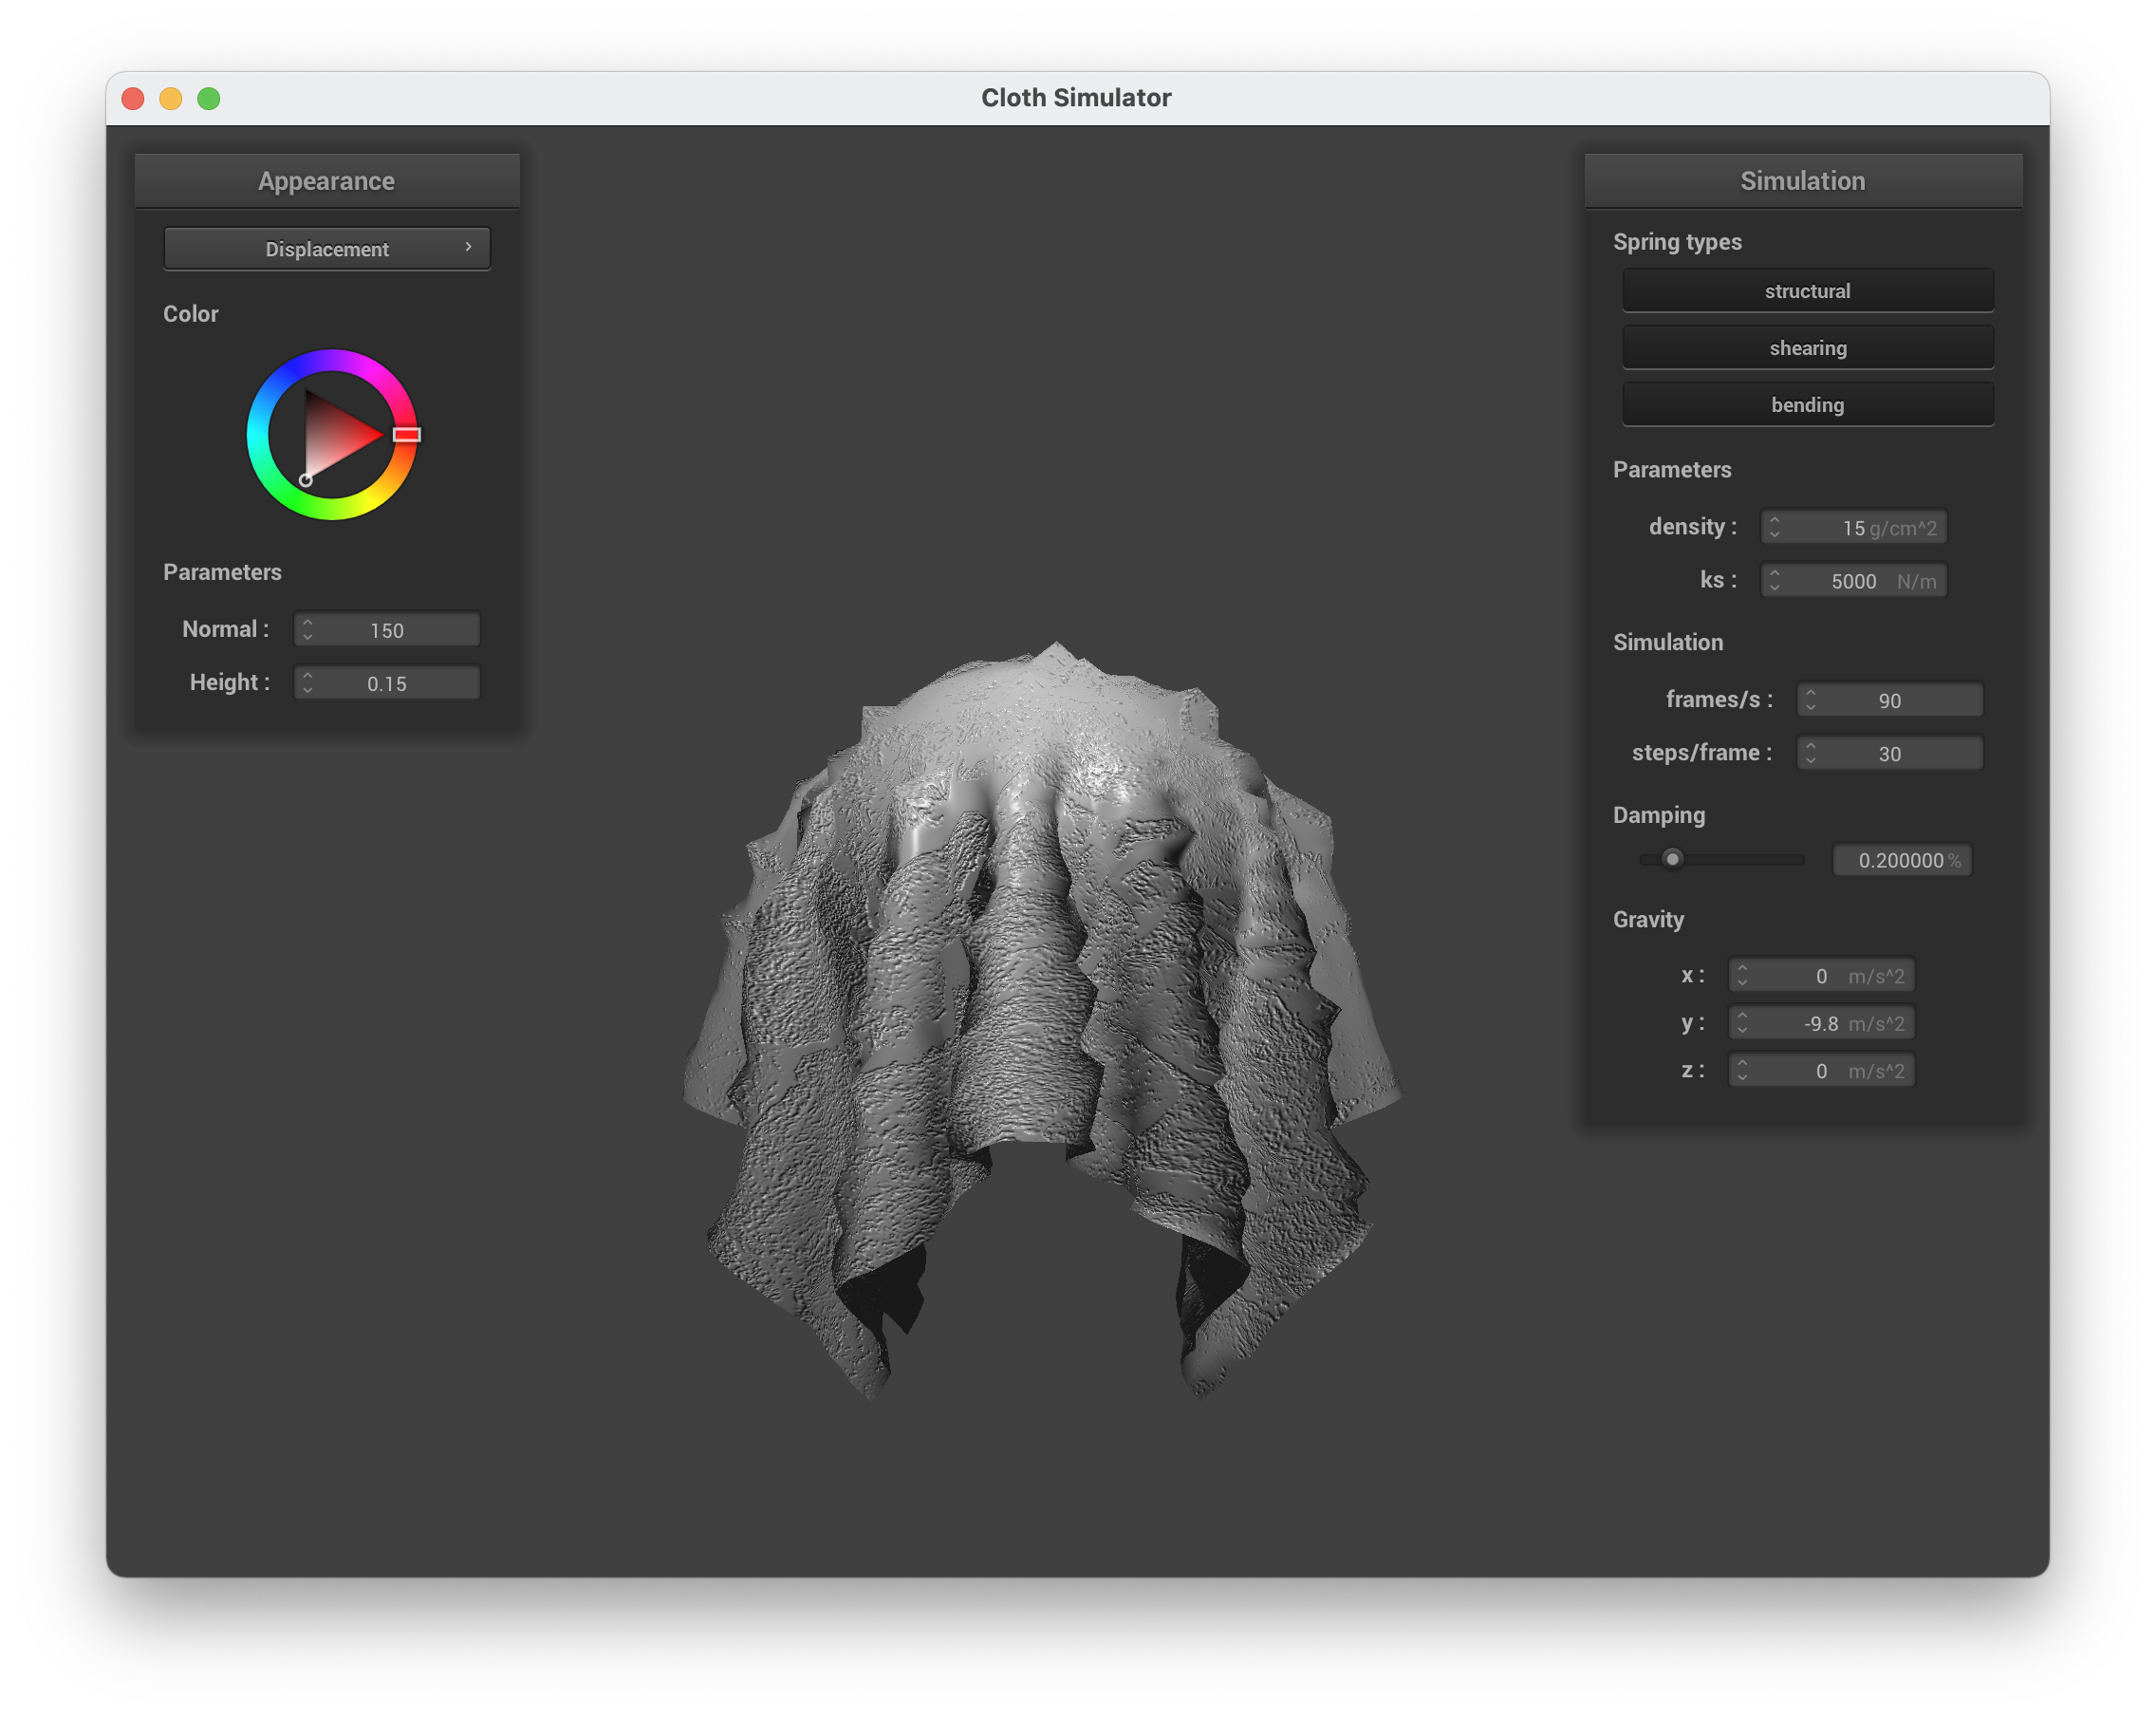 Cloth Simulator
Appearance
Displacement
Color
Parameters
Normal : 150
Height : 0.15
Simulation
Spring types
structural
shearing
bending
Parameters
density : 15 g/cm^2
ks : 5000 N/m
Simulation
frames/s : 90
steps/frame : 30
Damping
0.200000 %
Gravity
x : 0 m/s^2
y : -9.8 m/s^2
z : 0 m/s^2